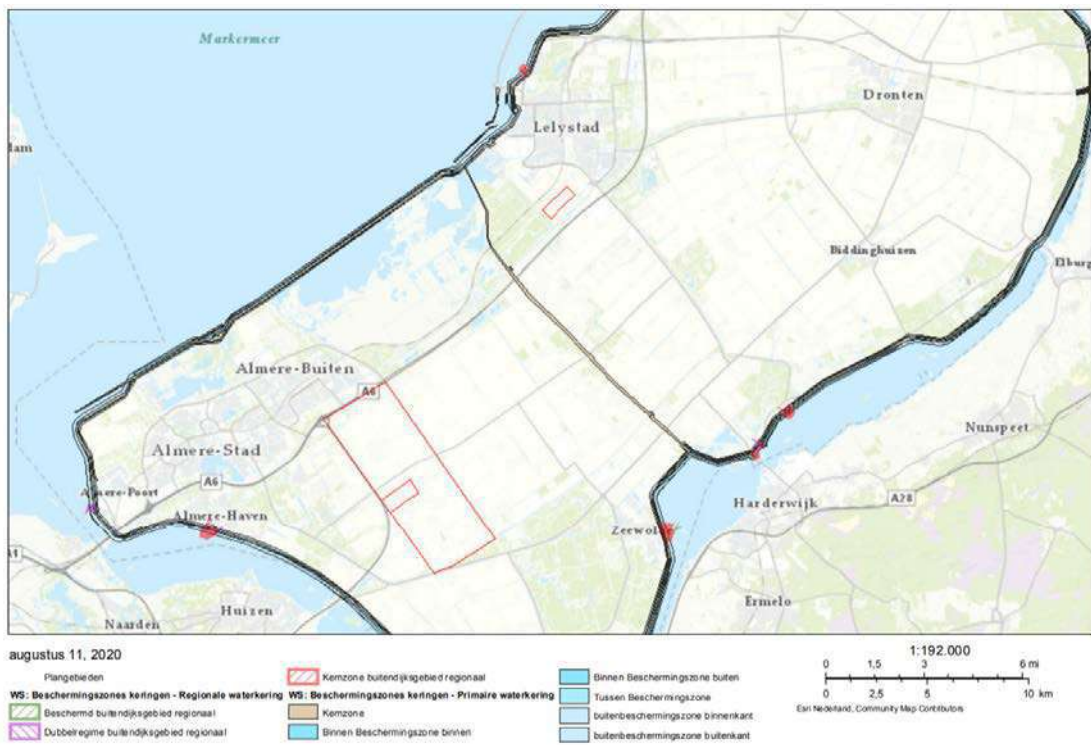 Markermeer
Dronten
Lelystad
dam
Biddinghuizen
Elburg
Almere-Buiten
A6
Nunspeet
Almere-Stad
A6
Almere-Poort
Harderwijk
A28
Almere-Haven
Zeewol
Ermelo
Huizen
Naarden
augustus 11, 2020
1:192.000
Plangebieden
WS: Beschermingszones keringen - Regionale waterkering
Beschermd buitendijksgebied regionaal
Dubbelregime buitendijksgebied regionaal
Kernzone buitendijksgebied regionaal
WS: Beschermingszones keringen - Primaire waterkering
Kernzone
Binnen Beschermingszone binnen
Binnen Beschermingszone buiten
Tussen Beschermingszone
buitenbeschermingszone binnenkant
buitenbeschermingszone buitenkant
0 1,5 3 6 mi
0 2,5 5 10 km
Esri Nederland, Community Map Contributors